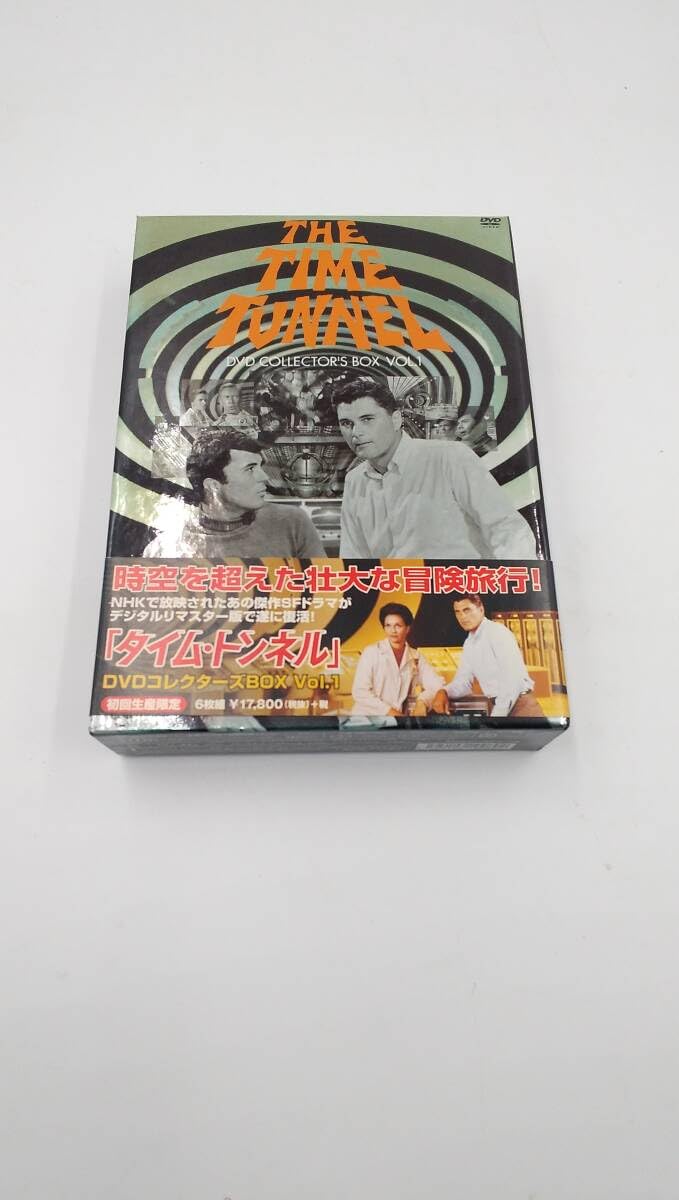 DVD
VIDEO
THE
TIME
TUNNEL
DVD COLLECTOR'S BOX VOL.1
時空を超えた壮大な冒険旅行!
NHKで放映されたあの傑作SFドラマが
デジタルリマスター版で遂に復活!
「タイム・トンネル」
DVDコレクターズBOX Vol.1
初回生産限定 6枚組 ¥17,800(税抜)+税